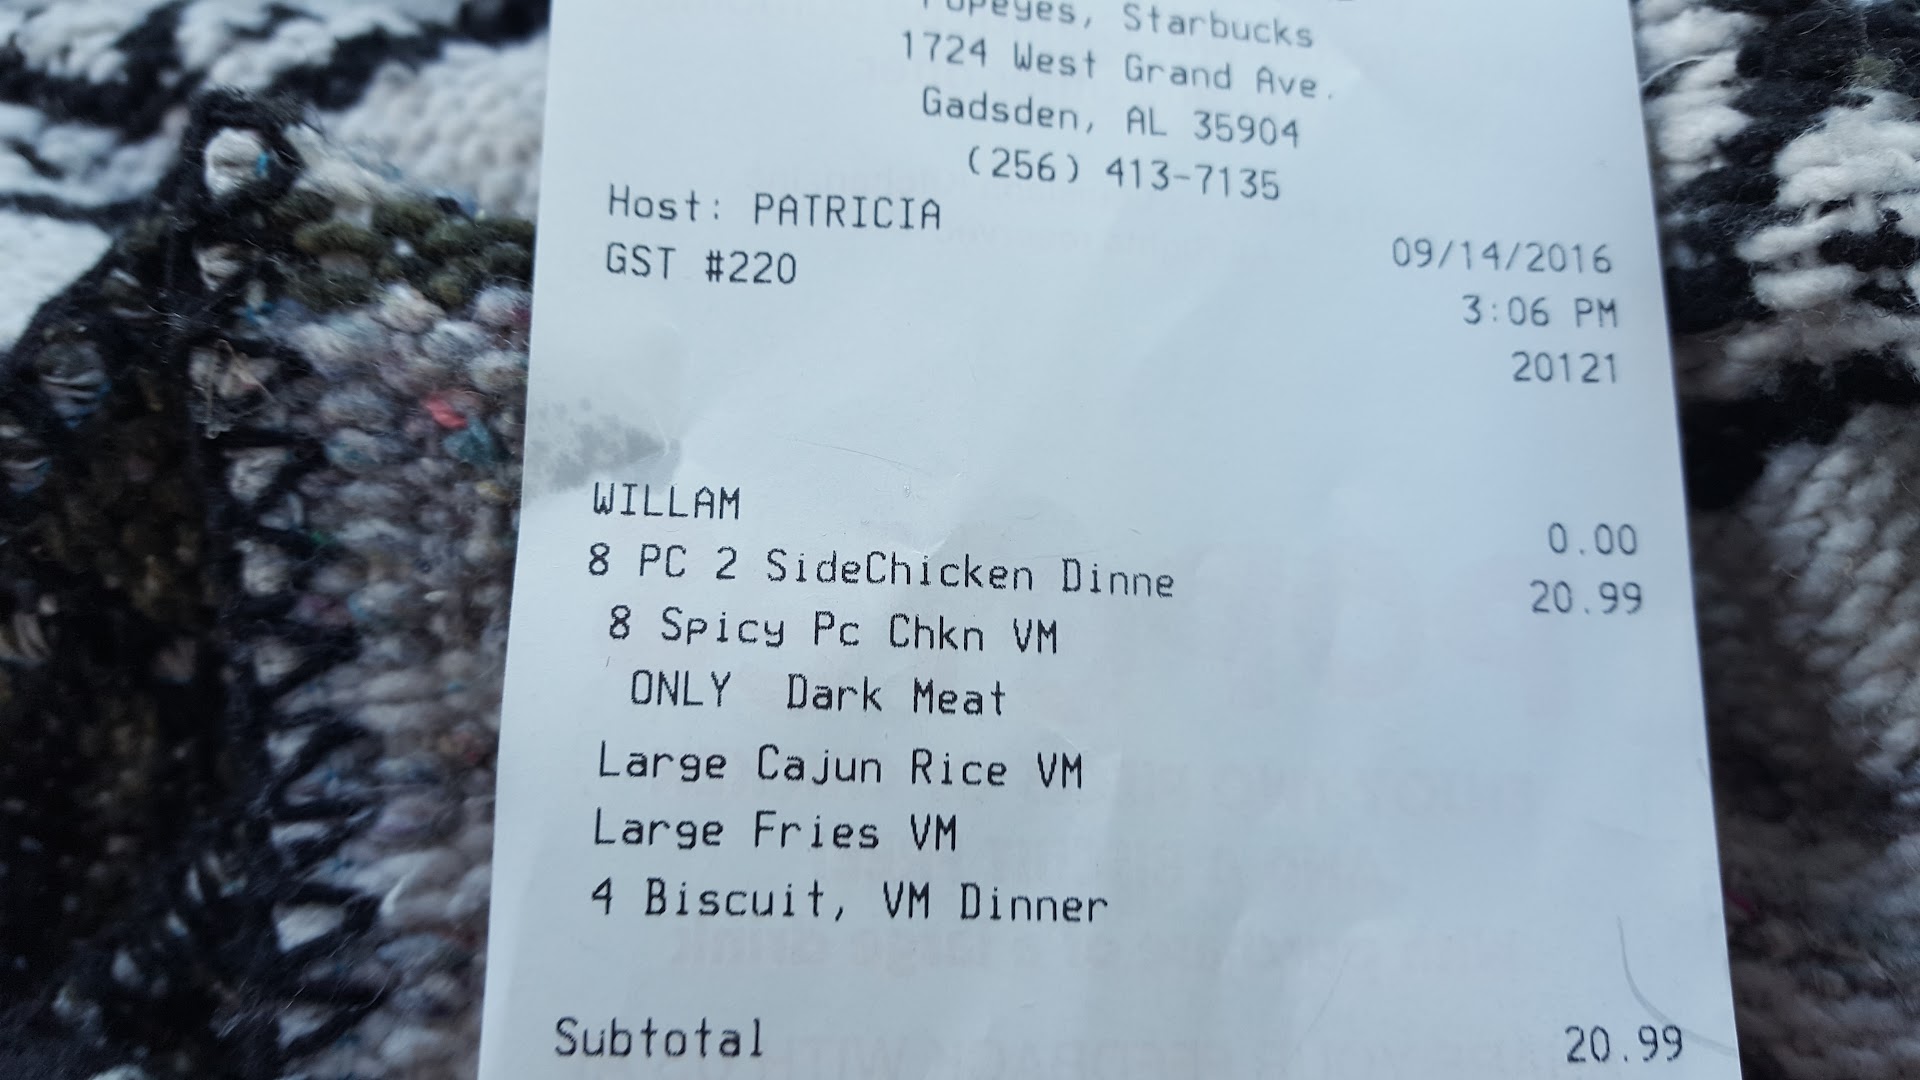 Popeyes, Starbucks
1724 West Grand Ave.
Gadsden, AL 35904
(256) 413-7135
Host: PATRICIA
09/14/2016
GST #220
3:06 PM
20121
WILLAM 0.00
8 PC 2 SideChicken Dinne 20.99
8 Spicy Pc Chkn VM
ONLY Dark Meat
Large Cajun Rice VM
Large Fries VM
4 Biscuit, VM Dinner
Subtotal 20.99